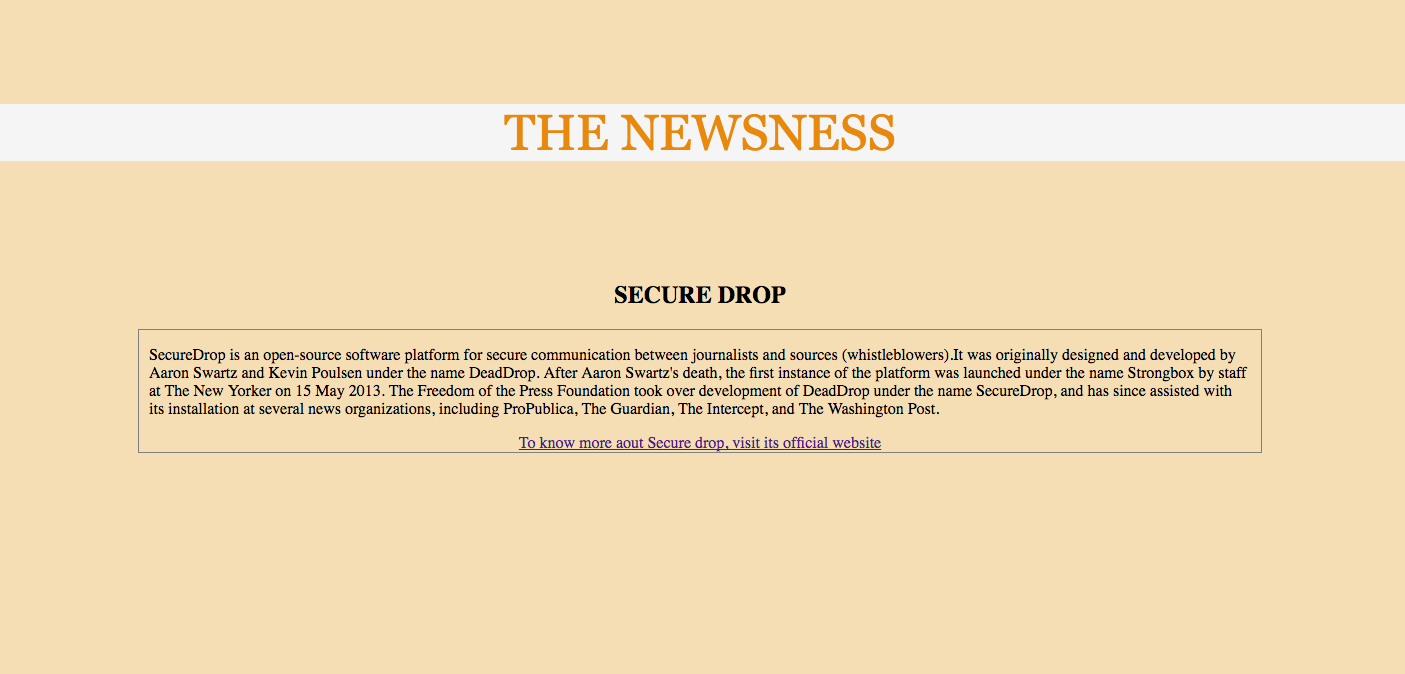 THE NEWSNESS
SECURE DROP
SecureDrop is an open-source software platform for secure communication between journalists and sources (whistleblowers).It was originally designed and developed by
Aaron Swartz and Kevin Poulsen under the name DeadDrop. After Aaron Swartz's death, the first instance of the platform was launched under the name Strongbox by staff
at The New Yorker on 15 May 2013. The Freedom of the Press Foundation took over development of DeadDrop under the name SecureDrop, and has since assisted with
its installation at several news organizations, including ProPublica, The Guardian, The Intercept, and The Washington Post.
To know more aout Secure drop, visit its official website